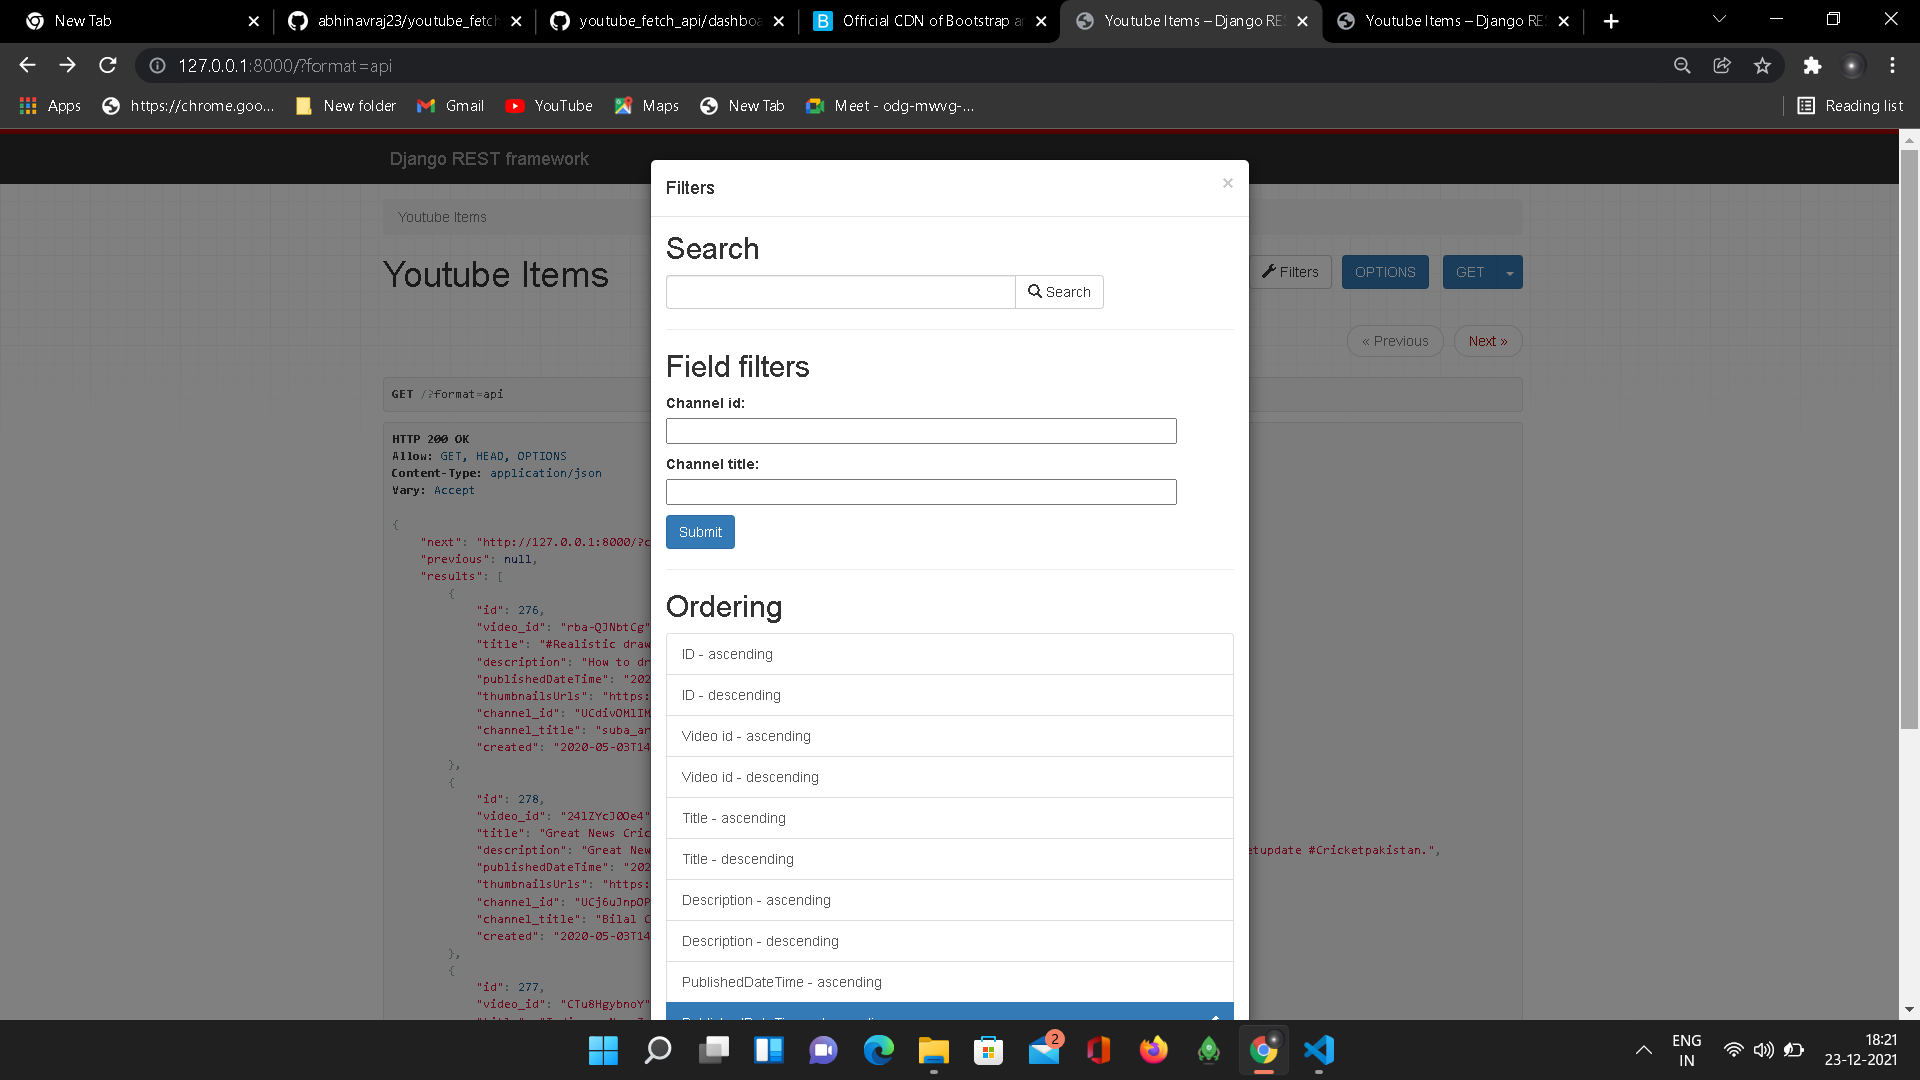 New Tab
abhinavraj23/youtube_fetch
youtube_fetch_api/dashboa
Official CDN of Bootstrap a
Youtube Items – Django RE
Youtube Items – Django RE
127.0.0.1:8000/?format=api
Apps
https://chrome.goo...
New folder
Gmail
YouTube
Maps
New Tab
Meet - odg-mwvg-...
Reading list
Django REST framework
Youtube Items
Youtube Items
Filters
OPTIONS
GET
« Previous
Next »
GET /?format=api
HTTP 200 OK
Allow: GET, HEAD, OPTIONS
Content-Type: application/json
Vary: Accept
{
"next": "http://127.0.0.1:8000/?c
"previous": null,
"results": [
{
"id": 276,
"video_id": "rba-QJNbtCg"
"title": "#Realistic draw
"description": "How to dr
"publishedDateTime": "202
"thumbnailsUrls": "https:
"channel_id": "UCdivOMlIM
"channel_title": "suba_ar
"created": "2020-05-03T14
},
{
"id": 278,
"video_id": "241ZYcJ0Oe4"
"title": "Great News Cric
"description": "Great New
etupdate #Cricketpakistan.",
"publishedDateTime": "202
"thumbnailsUrls": "https:
"channel_id": "UCj6uJnpOP
"channel_title": "Bilal C
"created": "2020-05-03T14
},
{
"id": 277,
"video_id": "CTu8HgybnoY"
Filters
×
Search
Search
Field filters
Channel id:
Channel title:
Submit
Ordering
ID - ascending
ID - descending
Video id - ascending
Video id - descending
Title - ascending
Title - descending
Description - ascending
Description - descending
PublishedDateTime - ascending
2
ENG
IN
18:21
23-12-2021